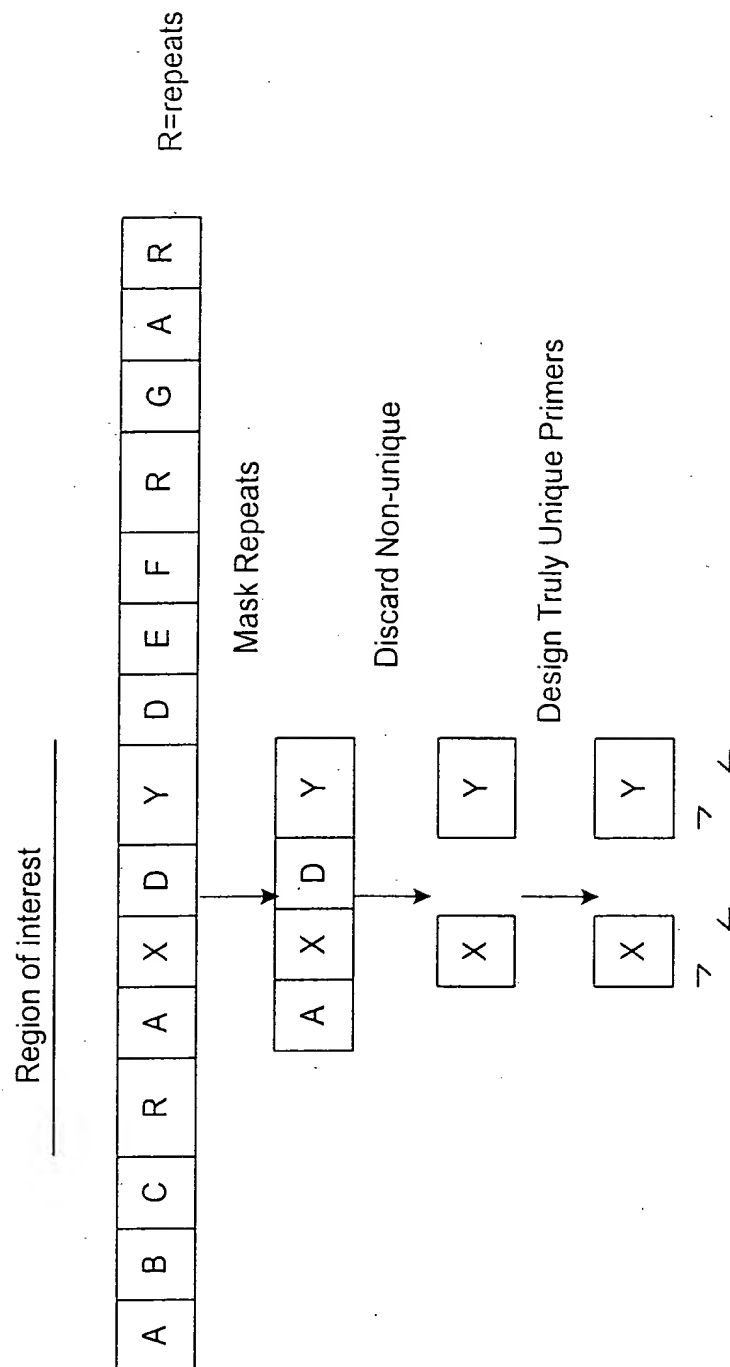 Region of interest
A B C R A X D Y D E F R G A R
R=repeats
Mask Repeats
A X D Y
Discard Non-unique
X Y
Design Truly Unique Primers
X Y